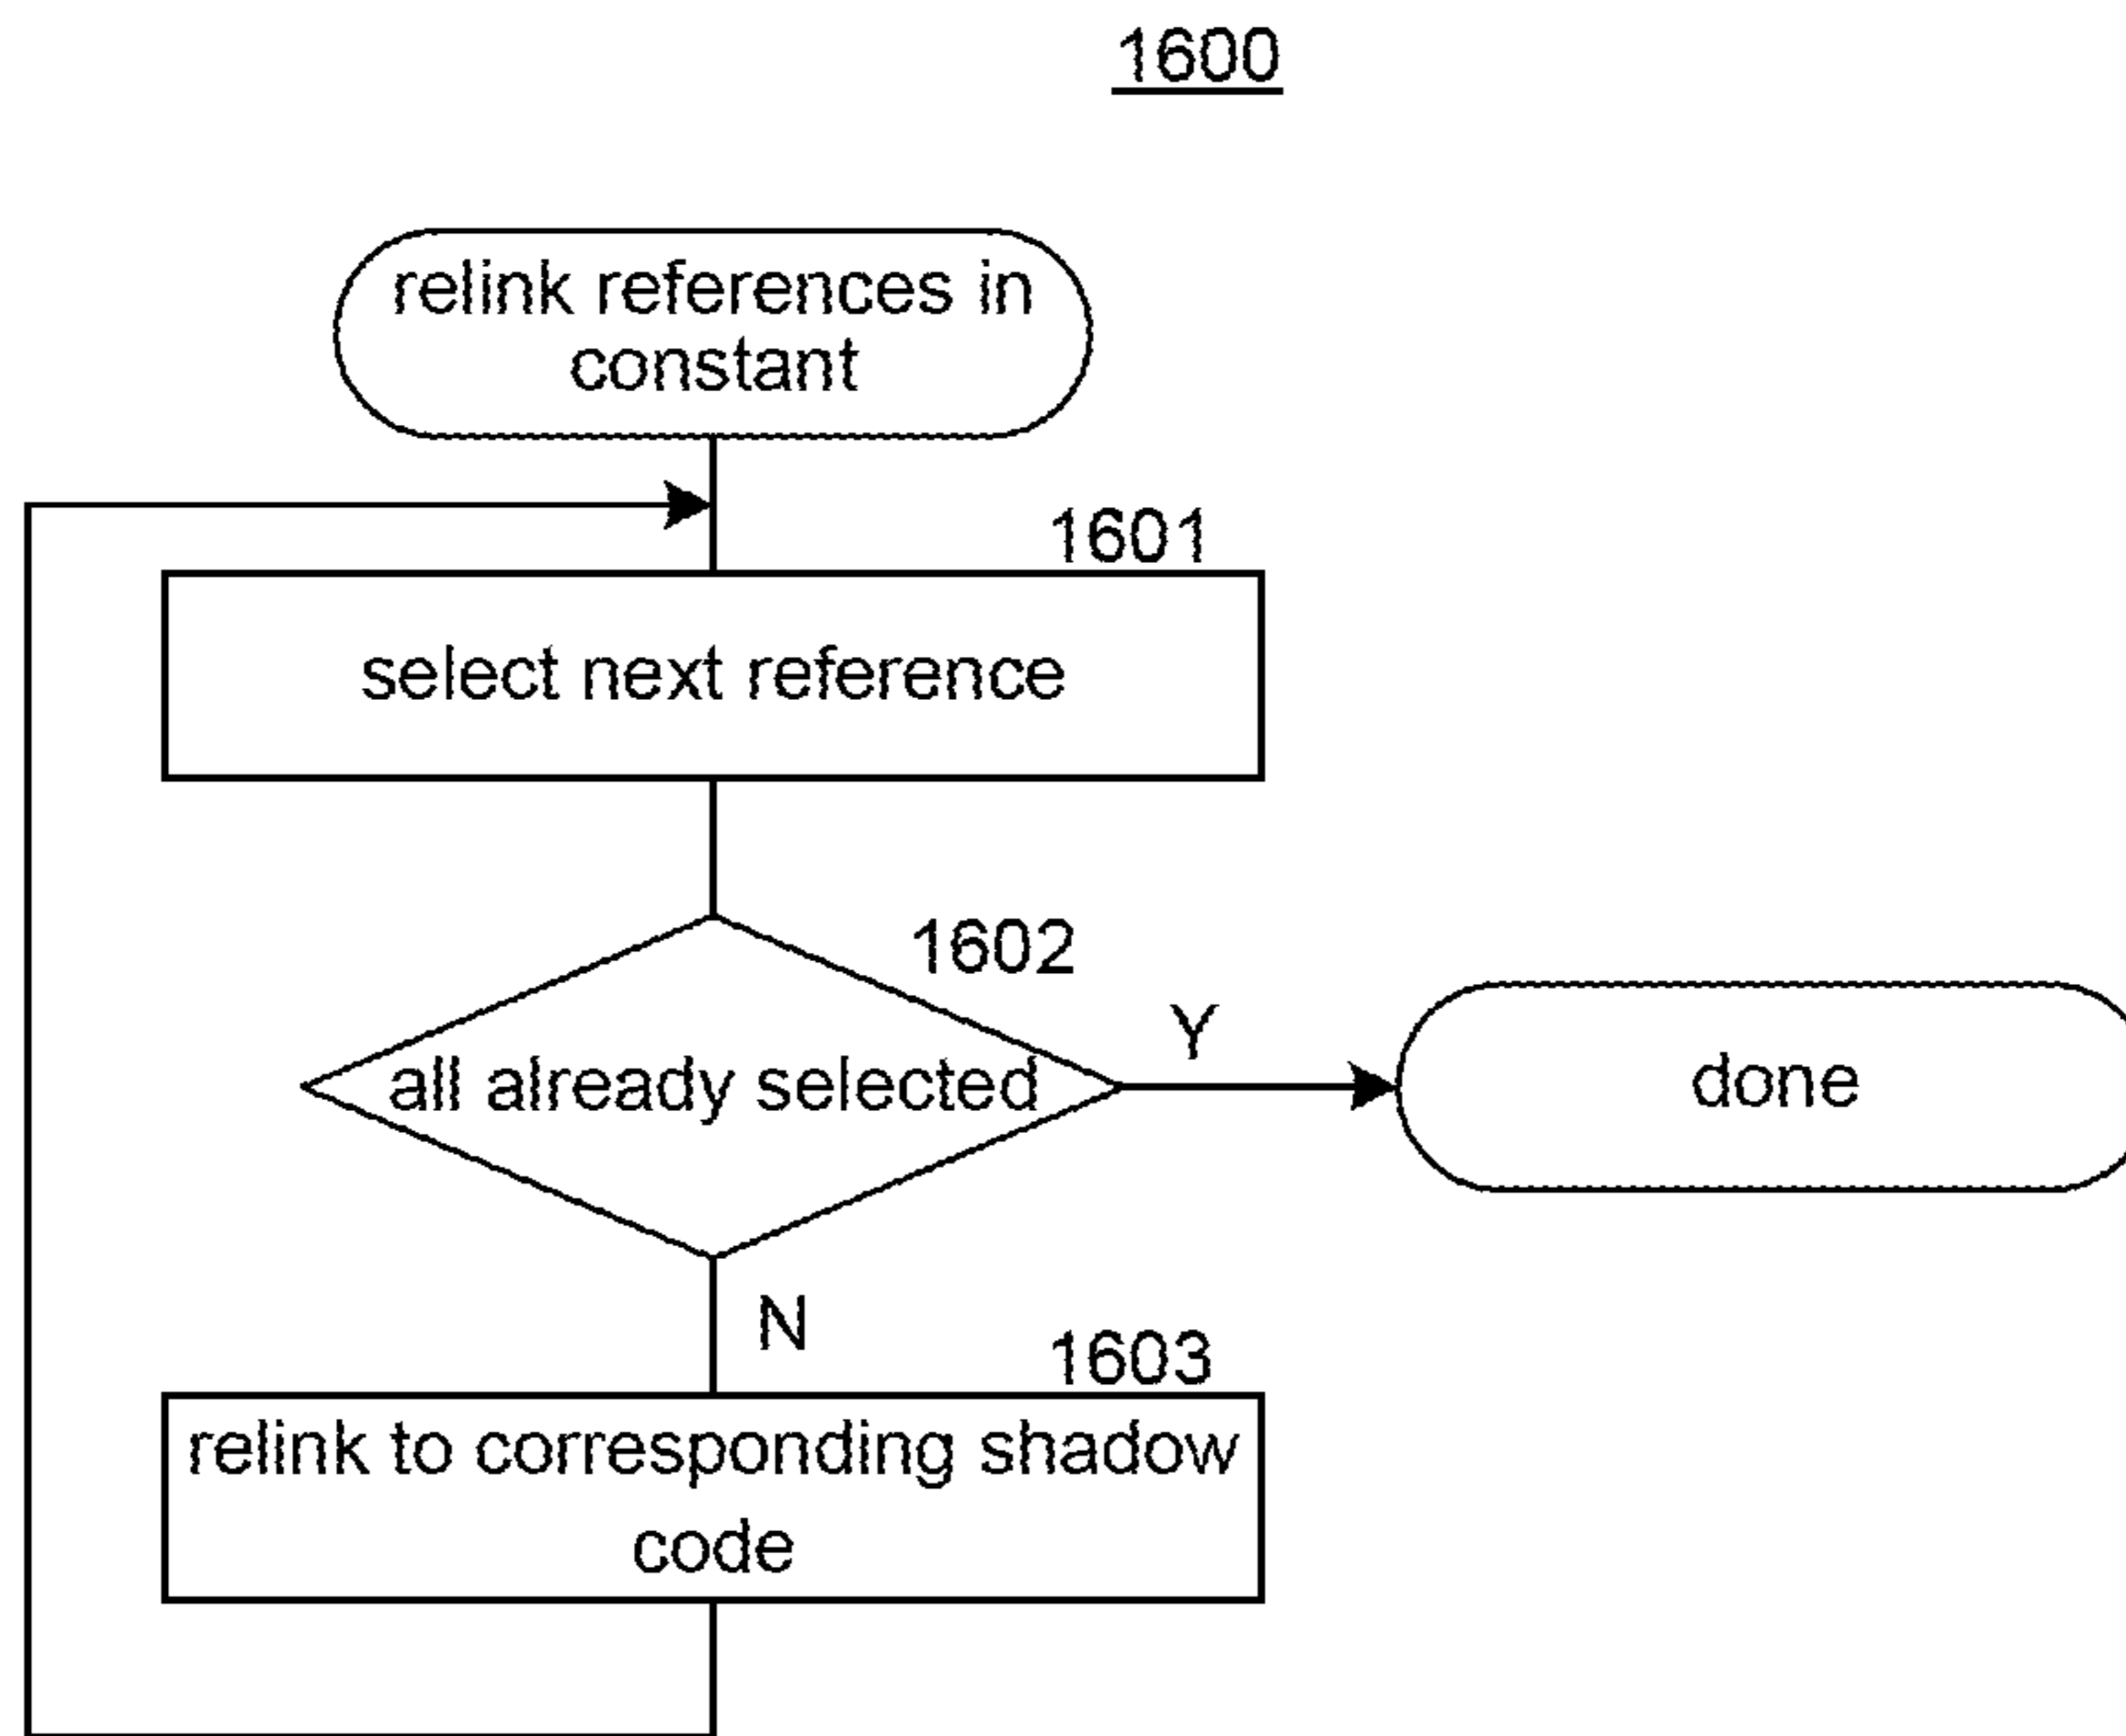 1600
relink references in
constant
1601
select next reference
1602
all already selected
Y
done
N
1603
relink to corresponding shadow
code